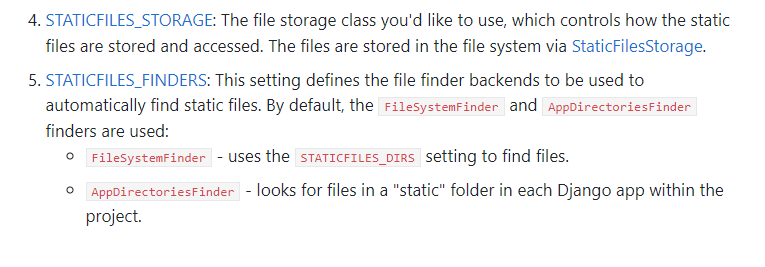 4. STATICFILES_STORAGE: The file storage class you'd like to use, which controls how the static
files are stored and accessed. The files are stored in the file system via StaticFilesStorage.
5. STATICFILES_FINDERS: This setting defines the file finder backends to be used to
automatically find static files. By default, the FileSystemFinder and AppDirectoriesFinder
finders are used:
FileSystemFinder - uses the STATICFILES_DIRS setting to find files.
AppDirectoriesFinder - looks for files in a "static" folder in each Django app within the
project.